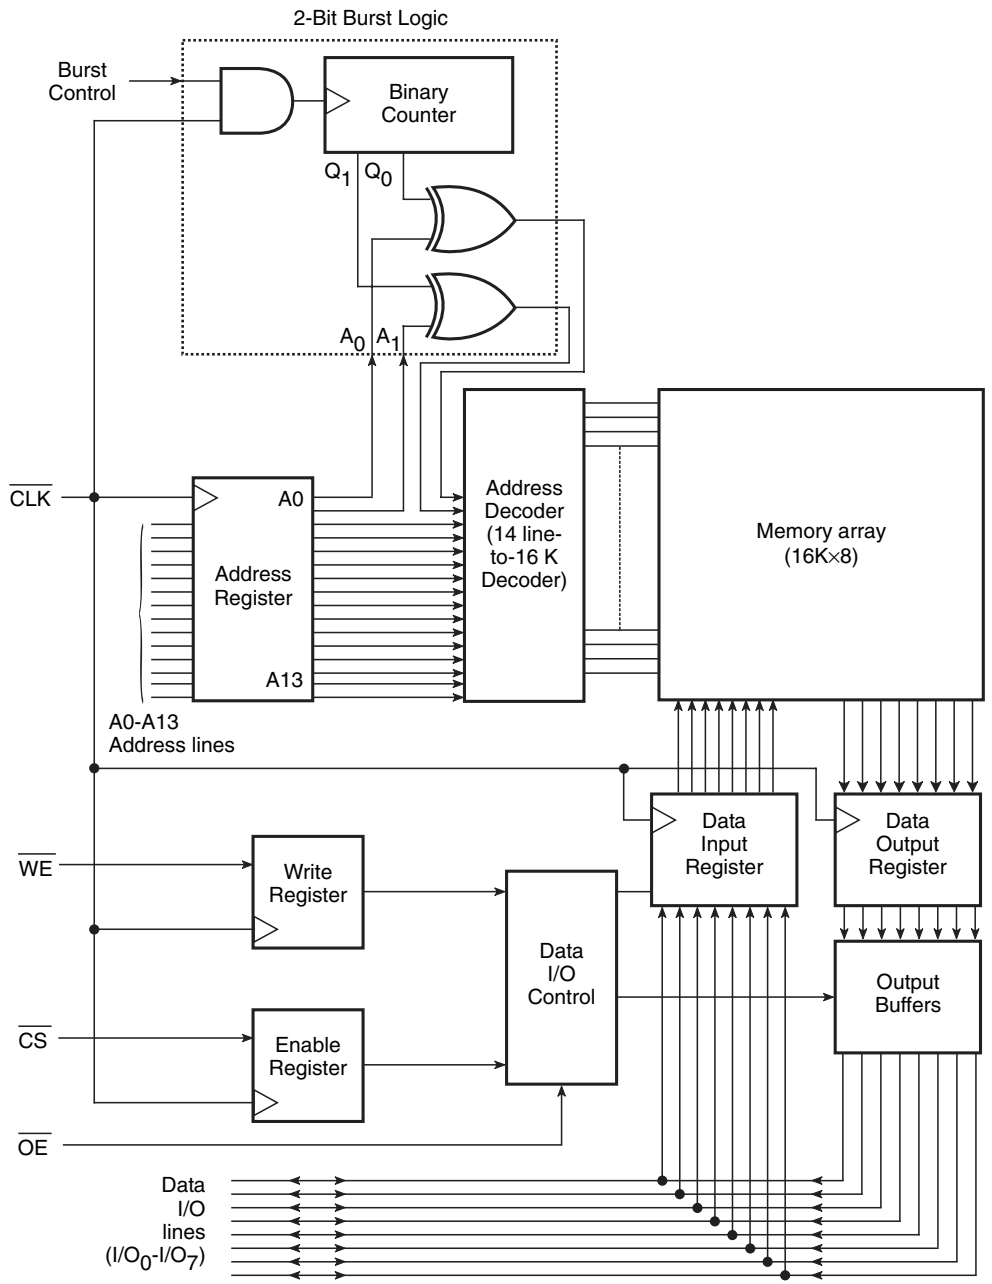 2-Bit Burst Logic
Burst
Control
Binary
Counter
Q1 Q0
A0 A1
CLK
A0
Address
Register
A13
A0-A13
Address lines
Address
Decoder
(14 line-
to-16 K
Decoder)
Memory array
(16K×8)
WE
Write
Register
Data
Input
Register
Data
Output
Register
Data
I/O
Control
Output
Buffers
CS
Enable
Register
OE
Data
I/O
lines
(I/O0-I/O7)